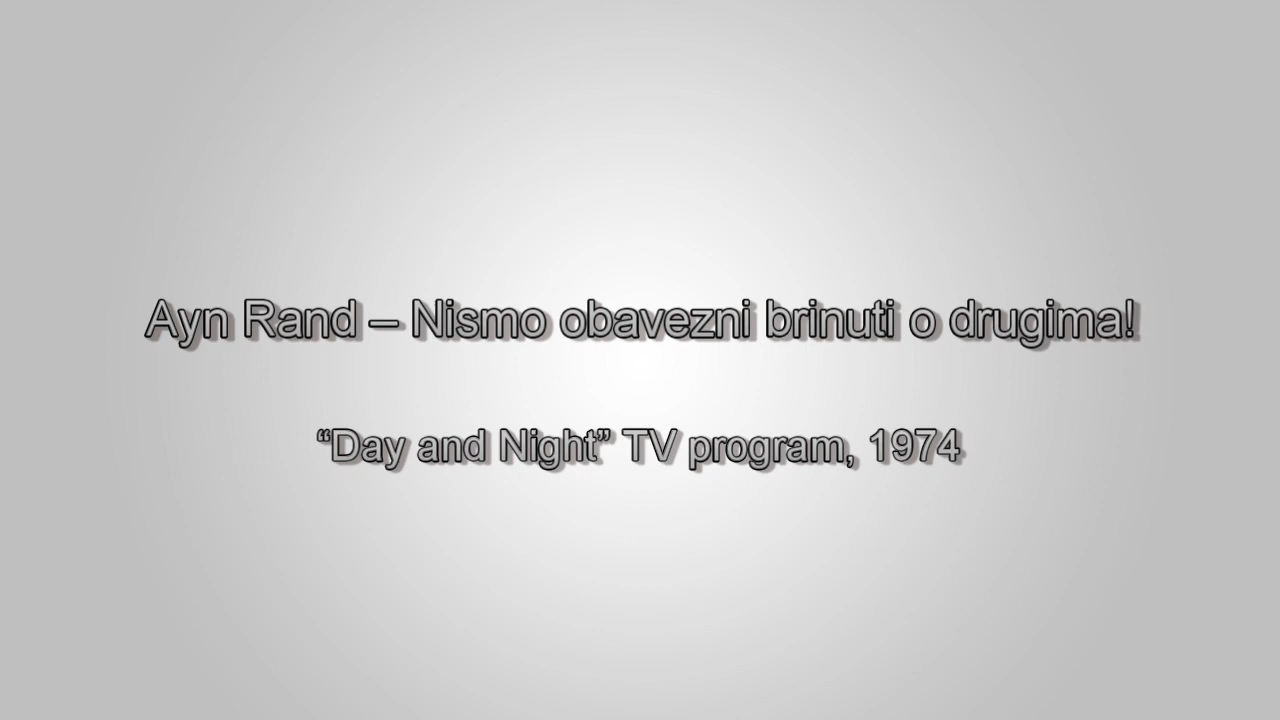 Ayn Rand – Nismo obavezni brinuti o drugima!
“Day and Night” TV program, 1974